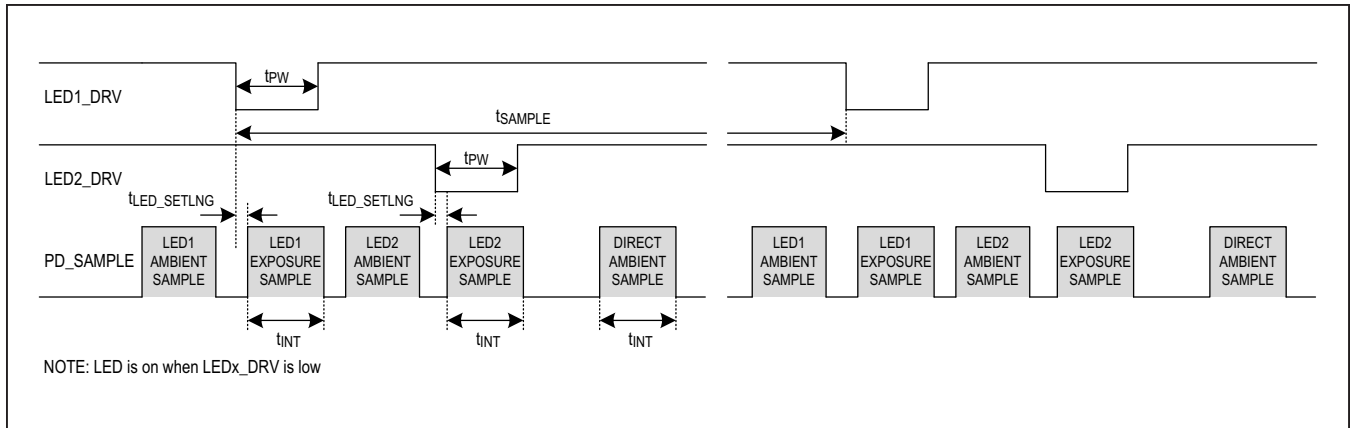 LED1_DRV
tPW
tSAMPLE
LED2_DRV
tPW
tLED_SETLNG
tLED_SETLNG
PD_SAMPLE
LED1
AMBIENT
SAMPLE
LED1
EXPOSURE
SAMPLE
LED2
AMBIENT
SAMPLE
LED2
EXPOSURE
SAMPLE
DIRECT
AMBIENT
SAMPLE
LED1
AMBIENT
SAMPLE
LED1
EXPOSURE
SAMPLE
LED2
AMBIENT
SAMPLE
LED2
EXPOSURE
SAMPLE
DIRECT
AMBIENT
SAMPLE
tINT
tINT
tINT
NOTE: LED is on when LEDx_DRV is low